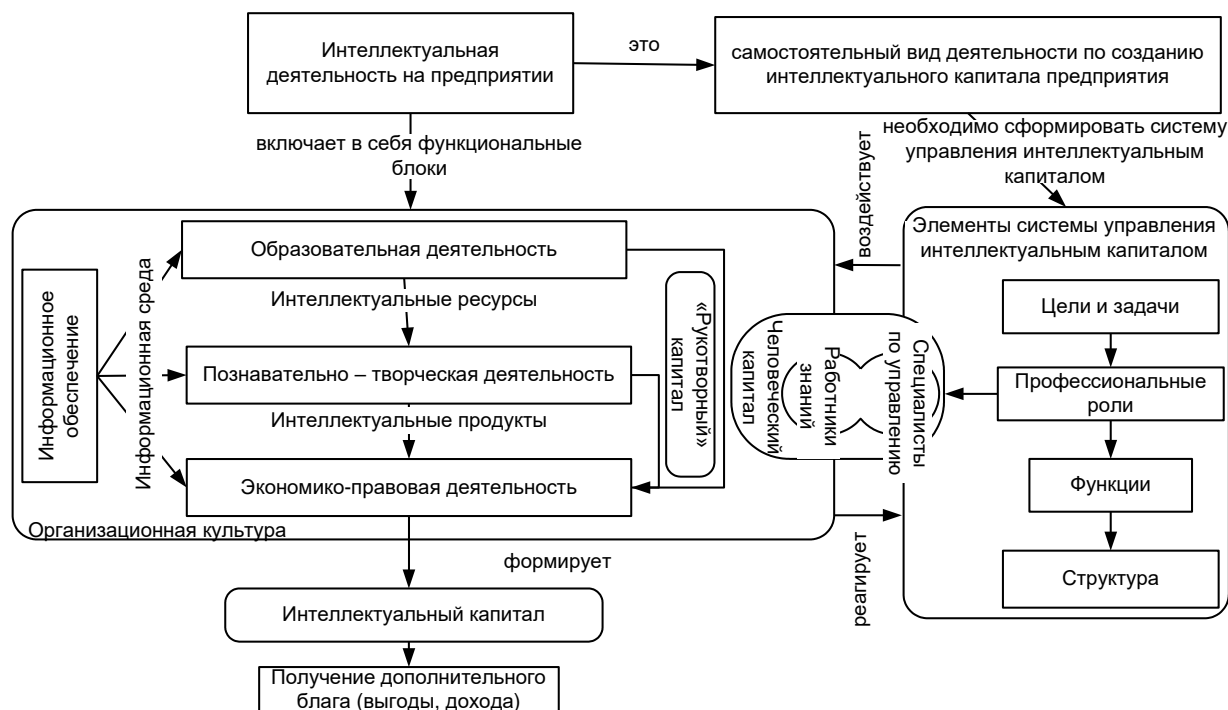 Интеллектуальная
деятельность на предприятии
это
самостоятельный вид деятельности по созданию
интеллектуального капитала предприятия
включает в себя функциональные
блоки
необходимо сформировать систему
управления интеллектуальным
капиталом
воздействует
Информационное
обеспечение
Информационная среда
Образовательная деятельность
Интеллектуальные ресурсы
Познавательно – творческая деятельность
Интеллектуальные продукты
Экономико-правовая деятельность
Организационная культура
«Рукотворный»
капитал
Человеческий
капитал
Работники
знаний
Специалисты
по управлению
Элементы системы управления
интеллектуальным капиталом
Цели и задачи
Профессиональные
роли
Функции
Структура
реагирует
формирует
Интеллектуальный капитал
Получение дополнительного
блага (выгоды, дохода)